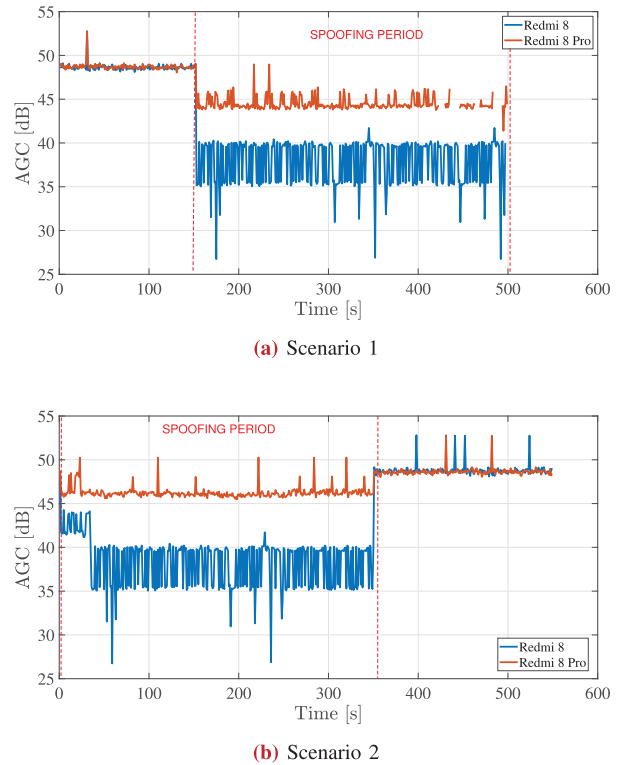 55
50
45
40
35
30
25
AGC [dB]
SPOOFING PERIOD
Redmi 8
Redmi 8 Pro
0 100 200 300 400 500 600
Time [s]
(a) Scenario 1
55
50
45
40
35
30
25
AGC [dB]
SPOOFING PERIOD
Redmi 8
Redmi 8 Pro
0 100 200 300 400 500 600
Time [s]
(b) Scenario 2